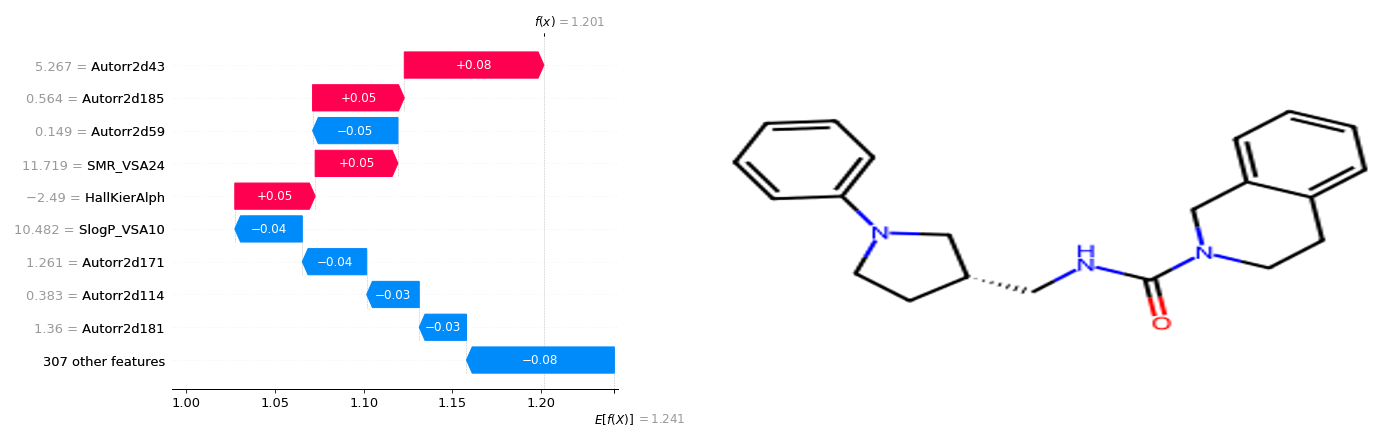 f(x) = 1.201
5.267 = Autorr2d43 +0.08
0.564 = Autorr2d185 +0.05
0.149 = Autorr2d59 −0.05
11.719 = SMR_VSA24 +0.05
−2.49 = HallKierAlph +0.05
10.482 = SlogP_VSA10 −0.04
1.261 = Autorr2d171 −0.04
0.383 = Autorr2d114 −0.03
1.36 = Autorr2d181 −0.03
307 other features −0.08
1.00 1.05 1.10 1.15 1.20
E[f(X)] = 1.241
N
H
N
O
N